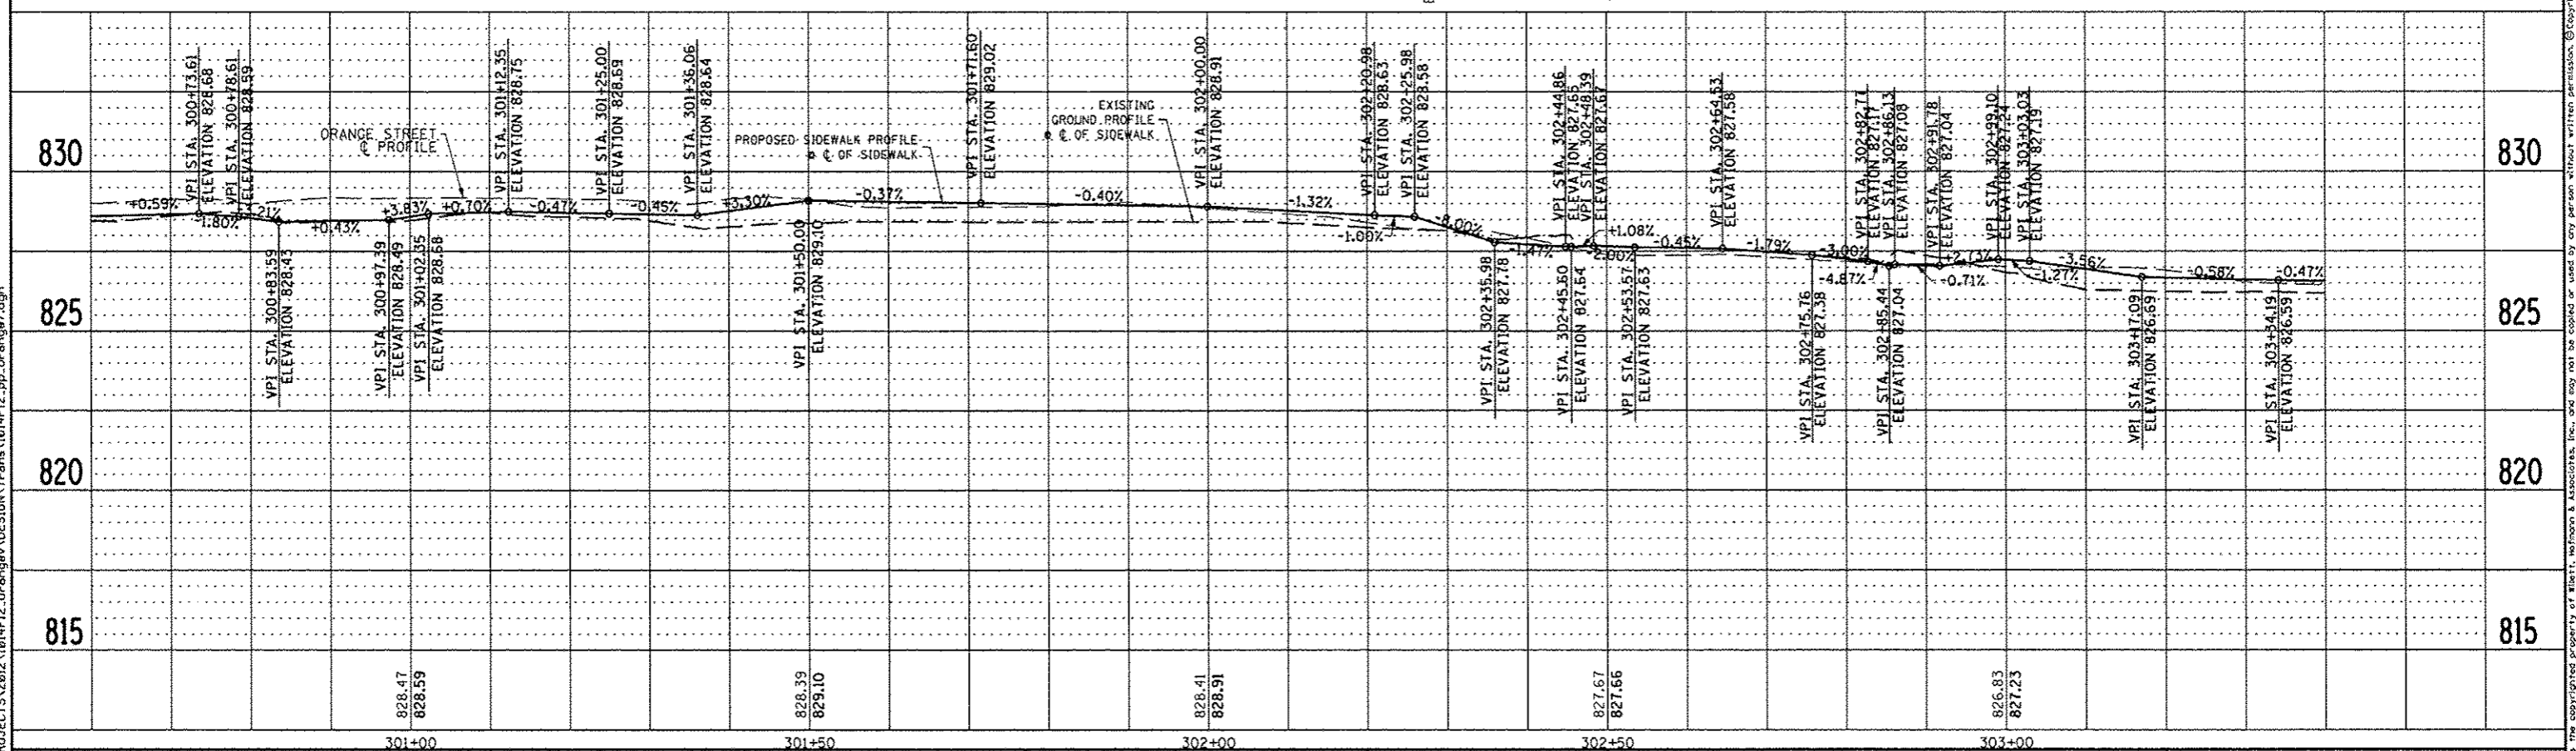 VPI STA. 300+73.61
ELEVATION 828.68
VPI STA. 300+78.61
ELEVATION 828.59
ORANGE STREET
℄ PROFILE
VPI STA. 301+12.35
ELEVATION 828.75
VPI STA. 301+25.00
ELEVATION 828.69
VPI STA. 301+36.06
ELEVATION 828.64
PROPOSED SIDEWALK PROFILE
@ ℄ OF SIDEWALK
VPI STA. 301+71.60
ELEVATION 829.02
EXISTING
GROUND PROFILE
@ ℄ OF SIDEWALK
VPI STA. 302+00.00
ELEVATION 828.91
VPI STA. 302+20.98
ELEVATION 828.63
VPI STA. 302+25.98
ELEVATION 828.58
VPI STA. 302+44.86
ELEVATION 827.65
VPI STA. 302+48.39
ELEVATION 827.67
VPI STA. 302+64.53
ELEVATION 827.58
VPI STA. 302+82.77
ELEVATION 827.17
VPI STA. 302+86.13
ELEVATION 827.08
VPI STA. 302+91.78
ELEVATION 827.04
VPI STA. 302+99.10
ELEVATION 827.24
VPI STA. 303+03.03
ELEVATION 827.19
830
830
+0.59%
-1.80%
-3.21%
+0.43%
+3.83%
+0.70%
-0.47%
-0.45%
+3.30%
-0.37%
-0.40%
-1.32%
-1.00%
-8.00%
-1.47%
+1.08%
-2.00%
-0.45%
-1.79%
-3.00%
-4.87%
-0.71%
+2.73%
-1.27%
-3.56%
-0.58%
-0.47%
VPI STA. 300+83.59
ELEVATION 828.43
VPI STA. 300+97.39
ELEVATION 828.49
VPI STA. 301+02.35
ELEVATION 828.68
VPI STA. 301+50.00
ELEVATION 829.10
VPI STA. 302+35.98
ELEVATION 827.78
VPI STA. 302+45.60
ELEVATION 827.64
VPI STA. 302+53.57
ELEVATION 827.63
VPI STA. 302+75.76
ELEVATION 827.38
VPI STA. 302+85.44
ELEVATION 827.04
VPI STA. 303+17.09
ELEVATION 826.69
VPI STA. 303+34.19
ELEVATION 826.59
825
825
820
820
815
815
828.47
828.59
828.39
829.10
828.41
828.91
827.67
827.66
826.83
827.23
301+00
301+50
302+00
302+50
303+00